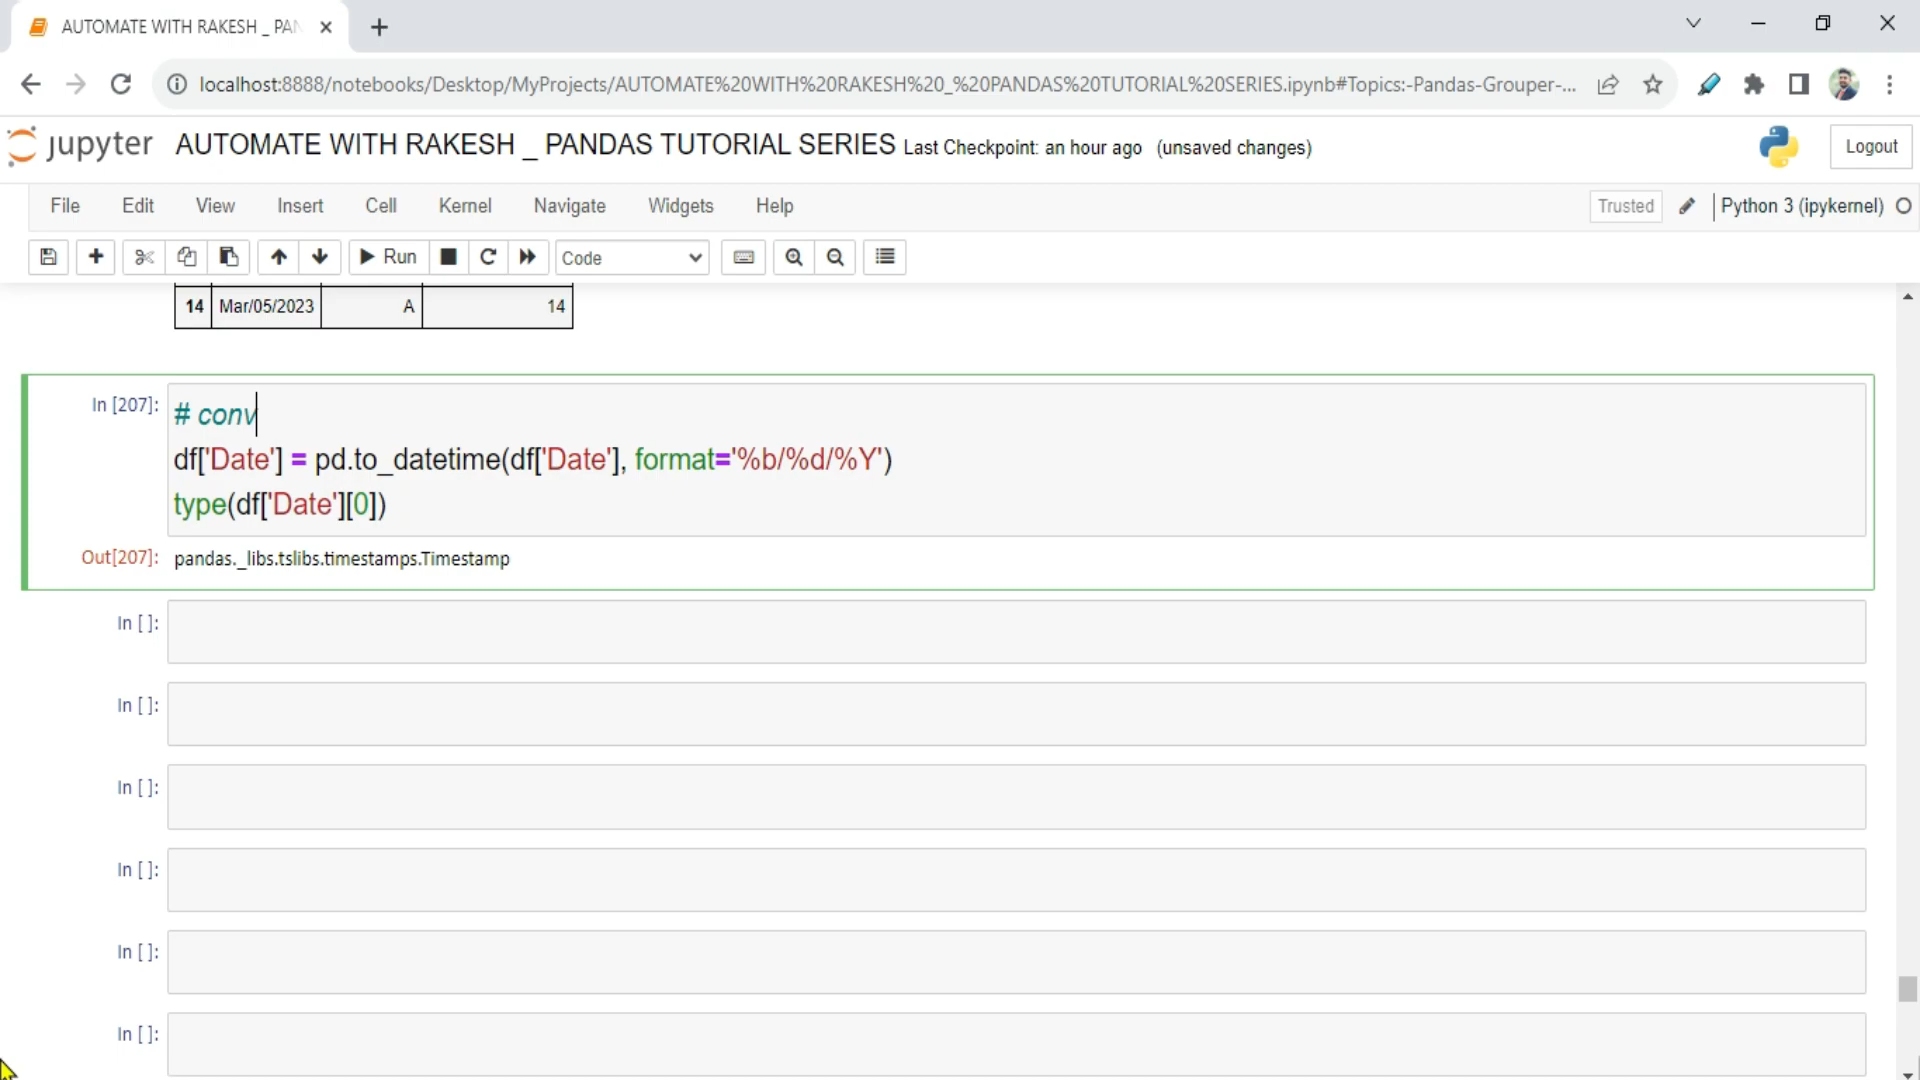 AUTOMATE WITH RAKESH _ PAN
localhost:8888/notebooks/Desktop/MyProjects/AUTOMATE%20WITH%20RAKESH%20_%20PANDAS%20TUTORIAL%20SERIES.ipynb#Topics:-Pandas-Grouper-...
jupyter AUTOMATE WITH RAKESH _ PANDAS TUTORIAL SERIES Last Checkpoint: an hour ago (unsaved changes) Logout
File Edit View Insert Cell Kernel Navigate Widgets Help Trusted Python 3 (ipykernel)
Run Code
14 Mar/05/2023 A 14
In [207]: # conv
df['Date'] = pd.to_datetime(df['Date'], format='%b/%d/%Y')
type(df['Date'][0])
Out[207]: pandas._libs.tslibs.timestamps.Timestamp
In [ ]:
In [ ]:
In [ ]:
In [ ]:
In [ ]:
In [ ]: